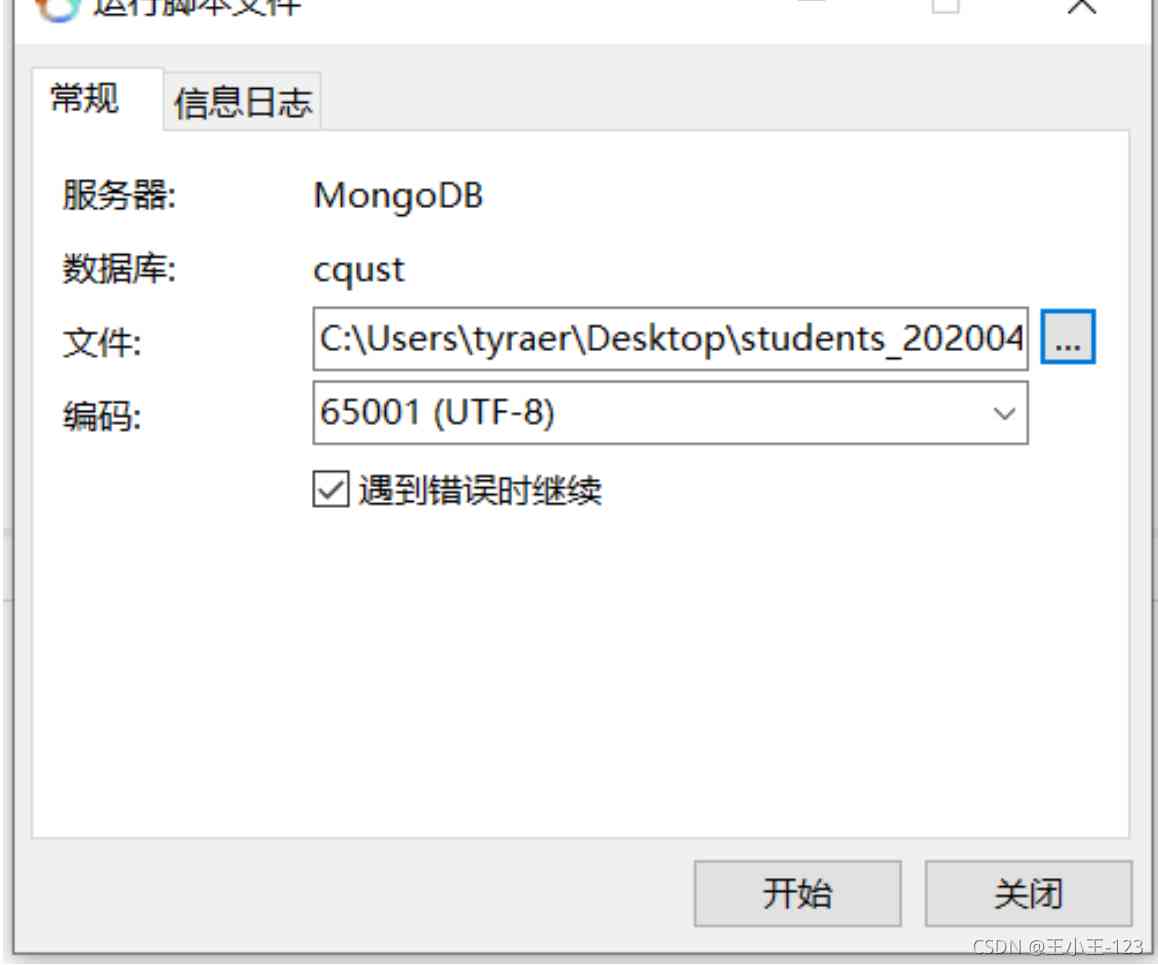 运行脚本文件
常规 信息日志
服务器: MongoDB
数据库: cqust
文件: C:\Users\tyraer\Desktop\students_202004 ...
编码: 65001 (UTF-8)
遇到错误时继续
开始 关闭
CSDN @王小王-123